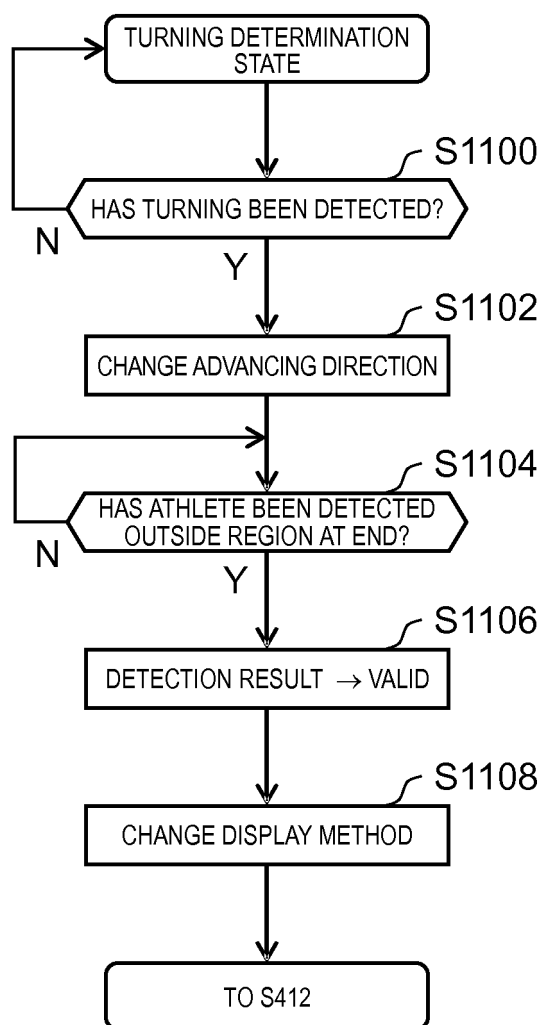 TURNING DETERMINATION
STATE
S1100
HAS TURNING BEEN DETECTED?
N
Y
S1102
CHANGE ADVANCING DIRECTION
S1104
HAS ATHLETE BEEN DETECTED
OUTSIDE REGION AT END?
N
Y
S1106
DETECTION RESULT → VALID
S1108
CHANGE DISPLAY METHOD
TO S412